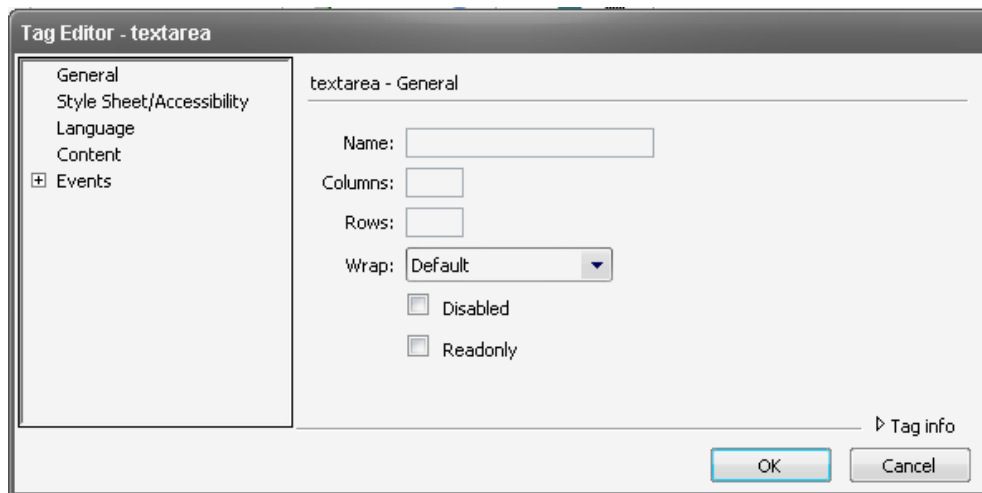 Tag Editor - textarea
General
Style Sheet/Accessibility
Language
Content
Events
textarea - General
Name:
Columns:
Rows:
Wrap: Default
Disabled
Readonly
Tag info
OK Cancel